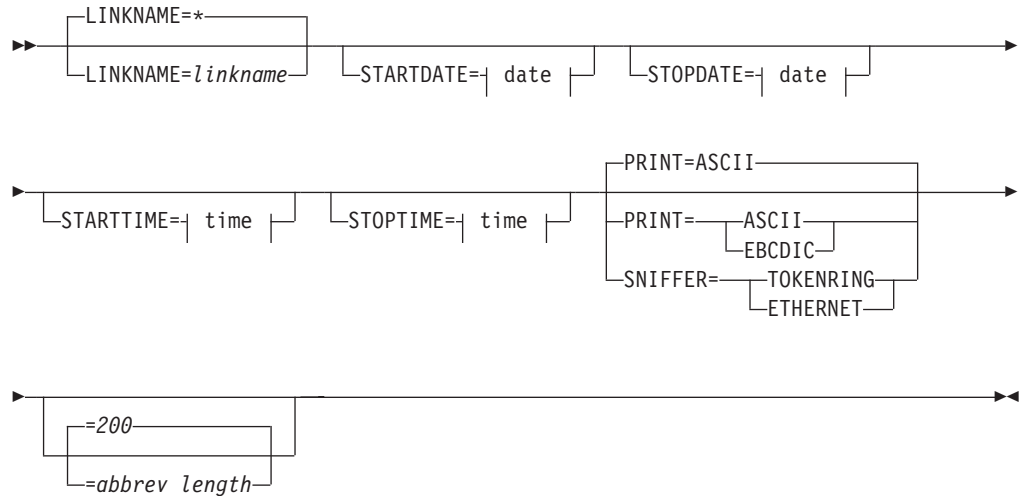 LINKNAME=*
LINKNAME=linkname
STARTDATE= date
STOPDATE= date
PRINT=ASCII
STARTTIME= time
STOPTIME= time
PRINT= ASCII
EBCDIC
SNIFFER= TOKENRING
ETHERNET
=200
=abbrev length